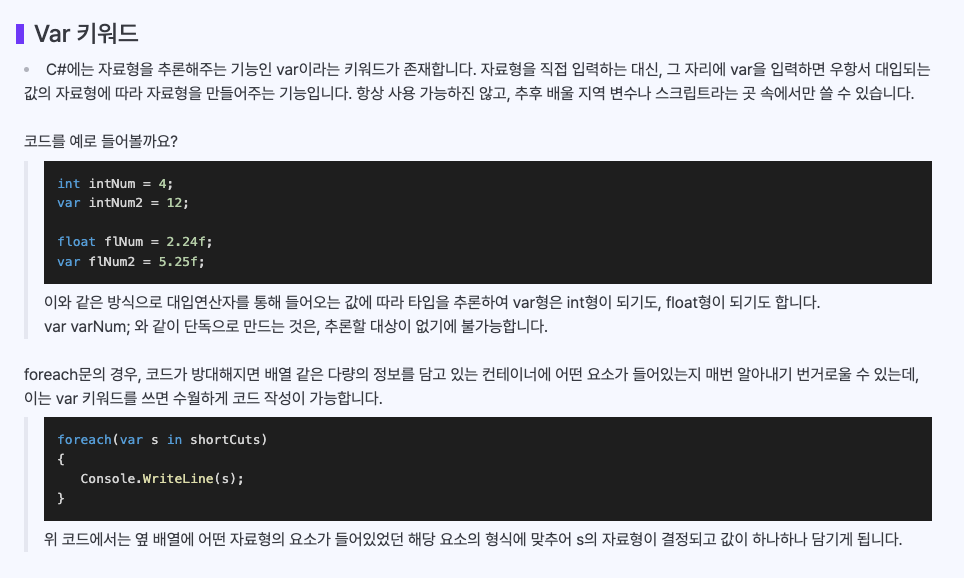 Var 키워드
C#에는 자료형을 추론해주는 기능인 var이라는 키워드가 존재합니다. 자료형을 직접 입력하는 대신, 그 자리에 var을 입력하면 우항서 대입되는
값의 자료형에 따라 자료형을 만들어주는 기능입니다. 항상 사용 가능하진 않고, 추후 배울 지역 변수나 스크립트라는 곳 속에서만 쓸 수 있습니다.
코드를 예로 들어볼까요?
int intNum = 4;
var intNum2 = 12;
float flNum = 2.24f;
var flNum2 = 5.25f;
이와 같은 방식으로 대입연산자를 통해 들어오는 값에 따라 타입을 추론하여 var형은 int형이 되기도, float형이 되기도 합니다.
var varNum; 와 같이 단독으로 만드는 것은, 추론할 대상이 없기에 불가능합니다.
foreach문의 경우, 코드가 방대해지면 배열 같은 다량의 정보를 담고 있는 컨테이너에 어떤 요소가 들어있는지 매번 알아내기 번거로울 수 있는데,
이는 var 키워드를 쓰면 수월하게 코드 작성이 가능합니다.
foreach(var s in shortCuts)
{
   Console.WriteLine(s);
}
위 코드에서는 옆 배열에 어떤 자료형의 요소가 들어있었던 해당 요소의 형식에 맞추어 s의 자료형이 결정되고 값이 하나하나 담기게 됩니다.